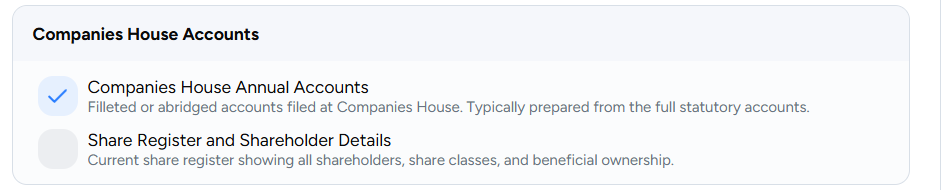 Companies House Accounts
Companies House Annual Accounts
Filleted or abridged accounts filed at Companies House. Typically prepared from the full statutory accounts.
Share Register and Shareholder Details
Current share register showing all shareholders, share classes, and beneficial ownership.